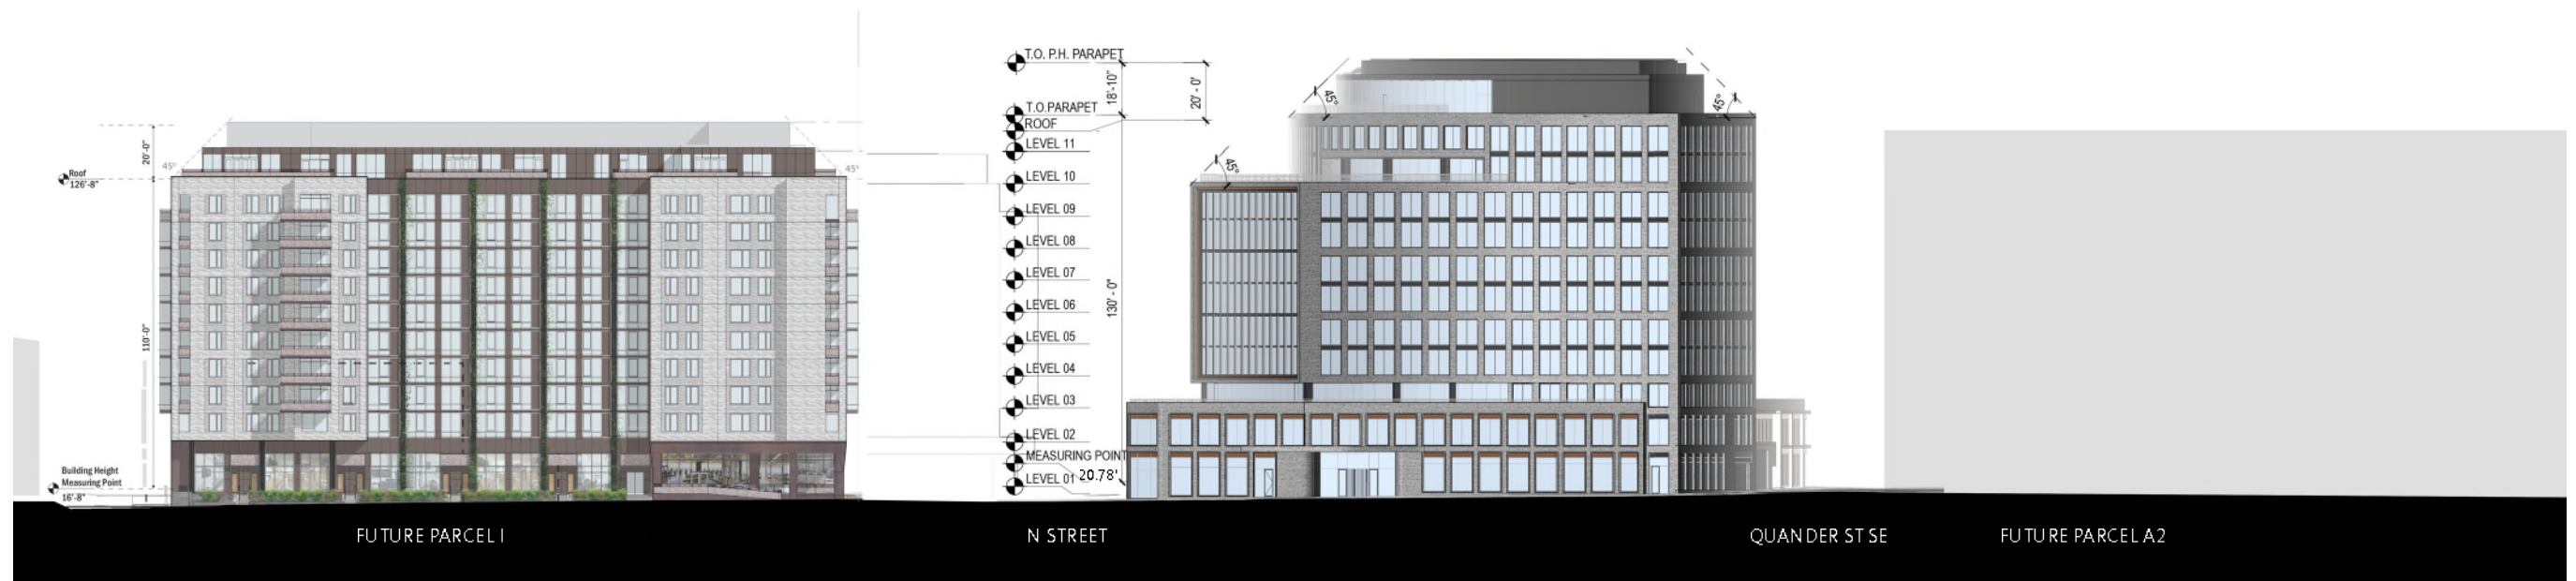 20'-0"
45°
45°
Roof
126'-8"
110'-0"
Building Height
Measuring Point
16'-8"
T.O. P.H. PARAPET
18'-10"
20' - 0'
T.O.PARAPET
ROOF
LEVEL 11
LEVEL 10
LEVEL 09
LEVEL 08
LEVEL 07
LEVEL 06
130' - 0'
LEVEL 05
LEVEL 04
LEVEL 03
LEVEL 02
MEASURING POINT
LEVEL 01
20.78'
45°
45°
45°
FUTURE PARCEL I
N STREET
QUANDER ST SE
FUTURE PARCEL A2